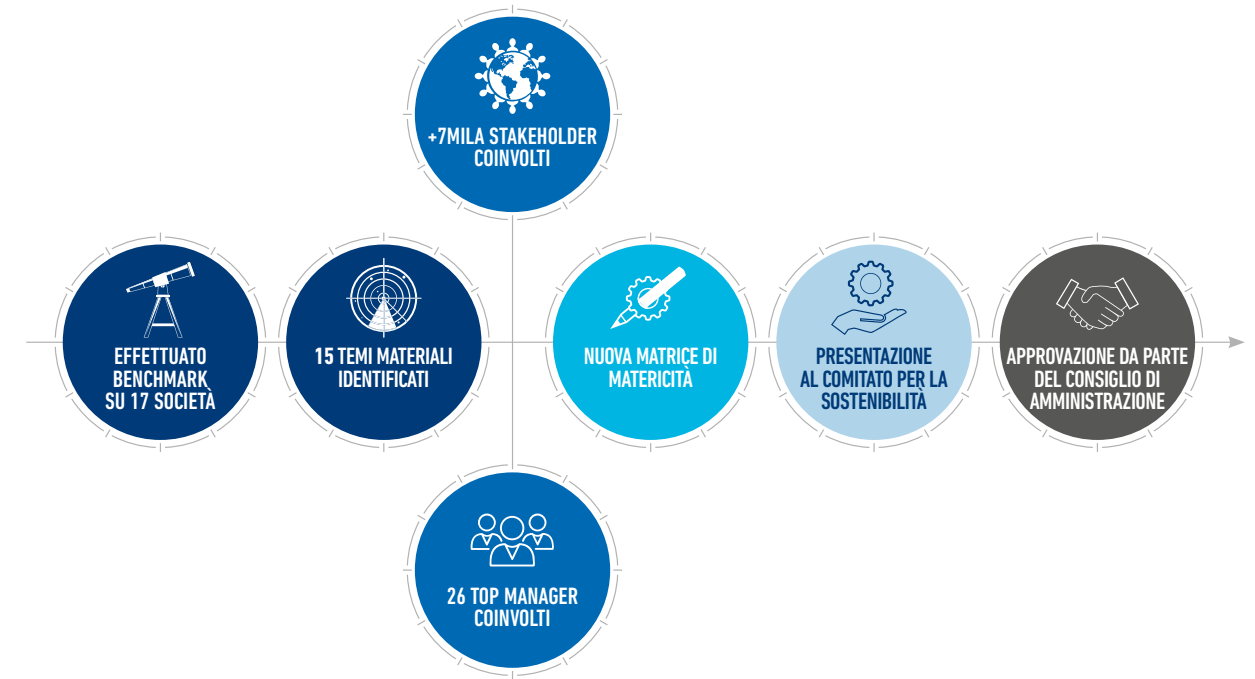 +7MILA STAKEHOLDER
COINVOLTI
EFFETTUATO
BENCHMARK
SU 17 SOCIETÀ
15 TEMI MATERIALI
IDENTIFICATI
NUOVA MATRICE DI
MATERICITÀ
PRESENTAZIONE
AL COMITATO PER LA
SOSTENIBILITÀ
APPROVAZIONE DA PARTE
DEL CONSIGLIO DI
AMMINISTRAZIONE
26 TOP MANAGER
COINVOLTI